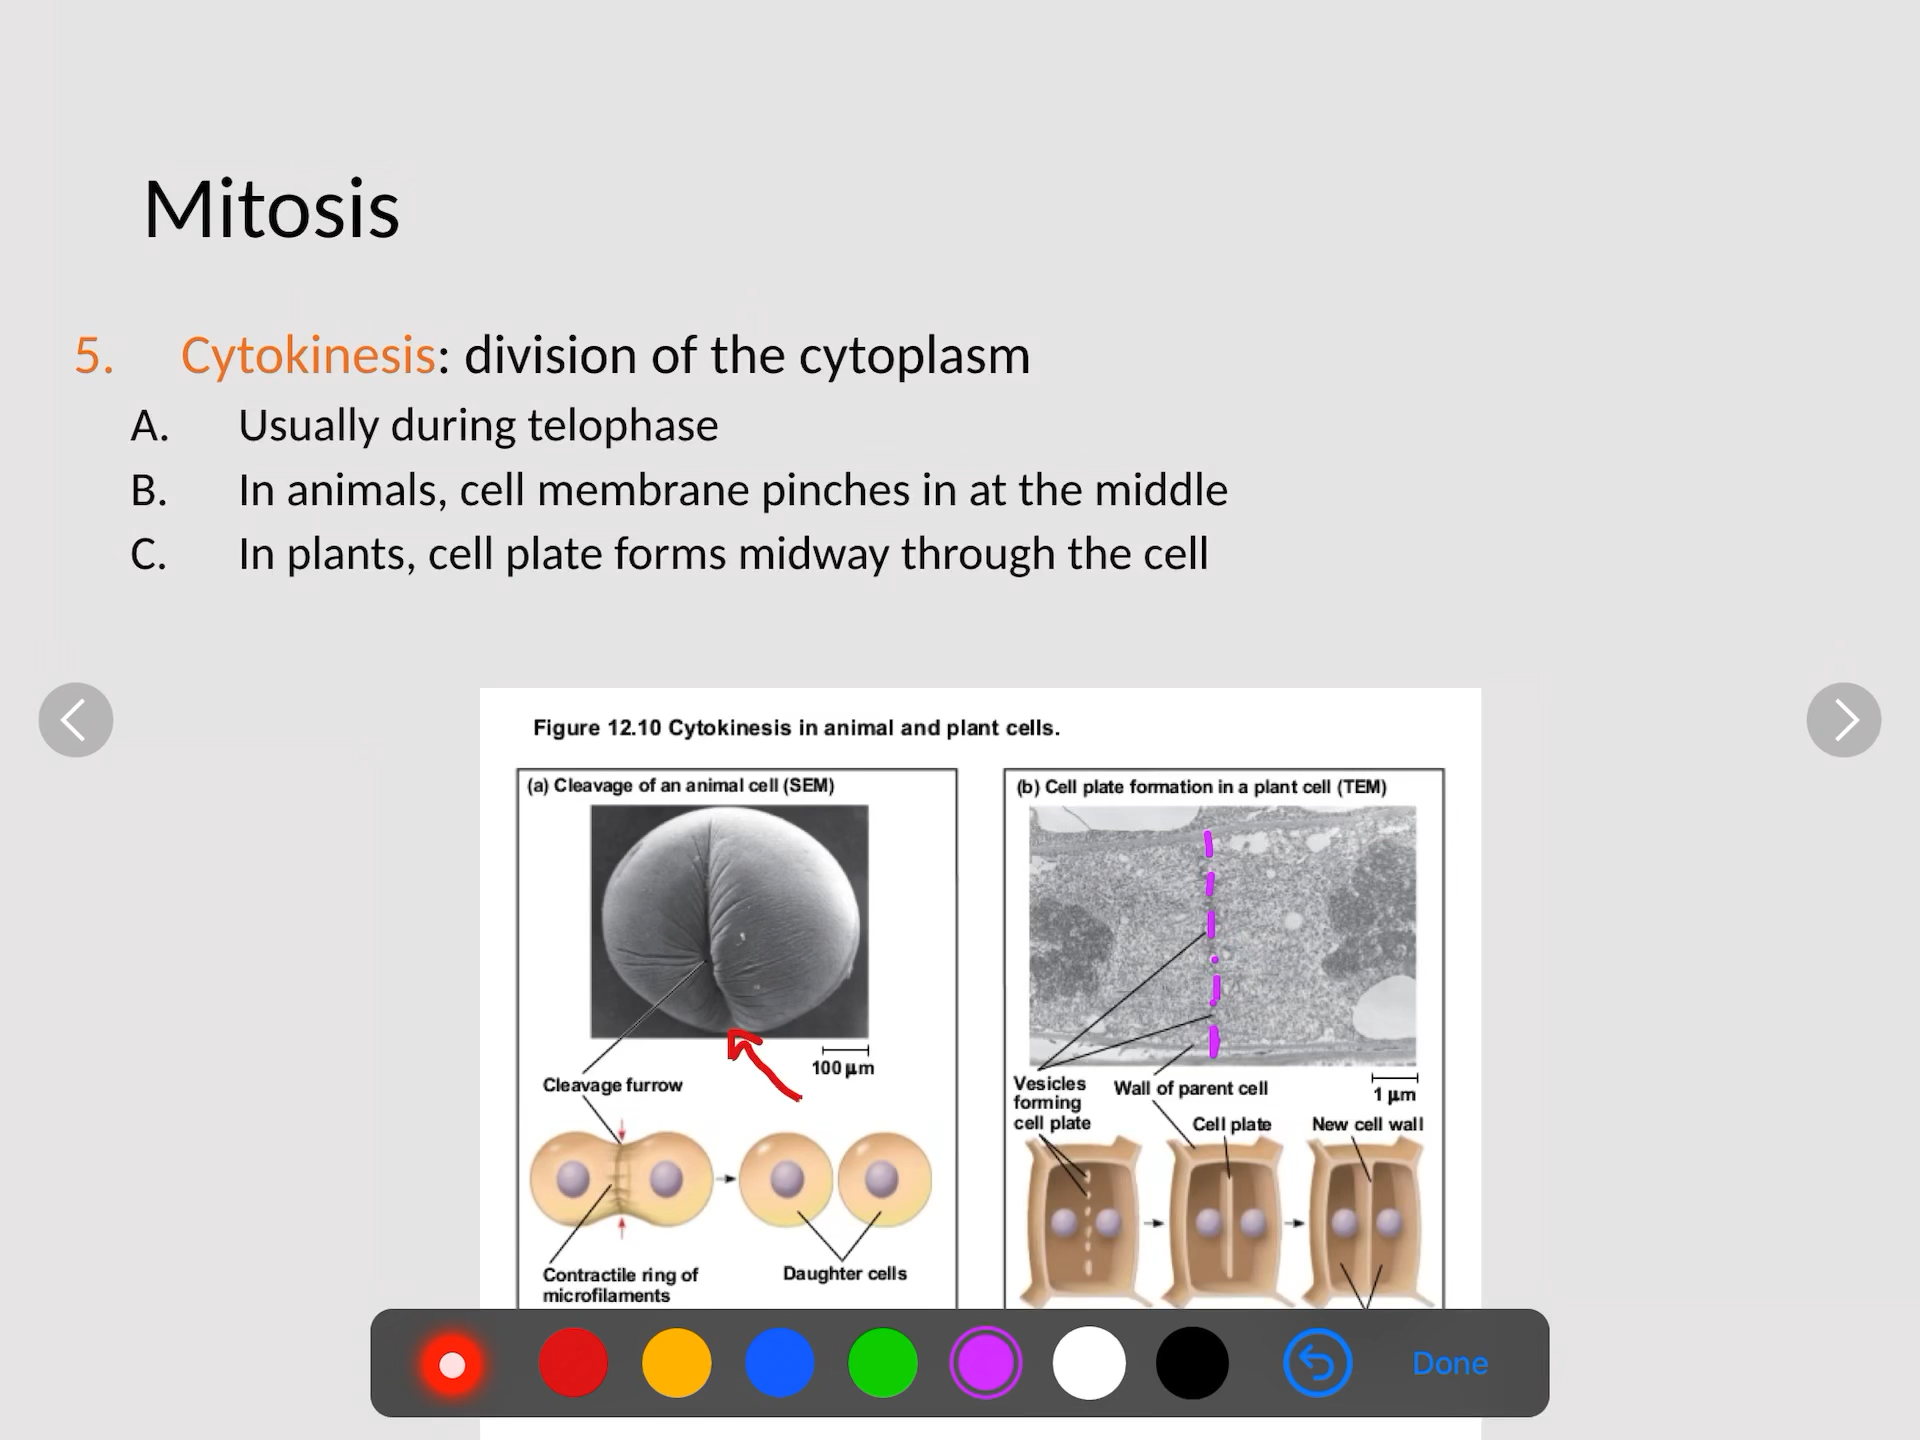 Mitosis
5. Cytokinesis: division of the cytoplasm
A. Usually during telophase
B. In animals, cell membrane pinches in at the middle
C. In plants, cell plate forms midway through the cell
Figure 12.10 Cytokinesis in animal and plant cells.
(a) Cleavage of an animal cell (SEM)
100 µm
Cleavage furrow
Contractile ring of
microfilaments
Daughter cells
(b) Cell plate formation in a plant cell (TEM)
Vesicles
forming
cell plate
Wall of parent cell
1 µm
Cell plate
New cell wall
Done